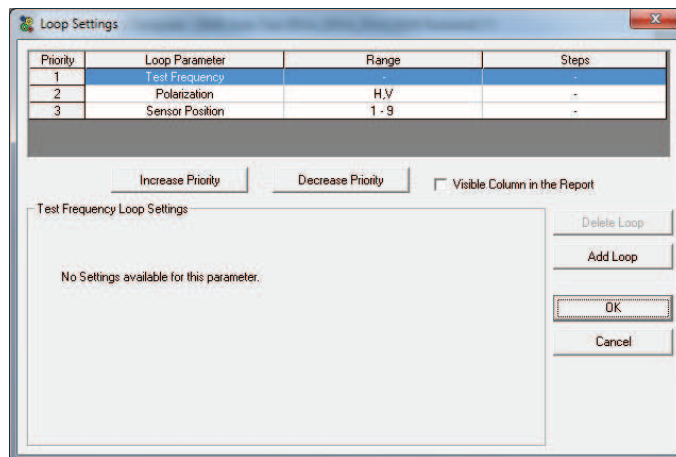 Loop Settings
Priority Loop Parameter Range Steps
1 Test Frequency - -
2 Polarization H,V -
3 Sensor Position 1 - 9 -
Increase Priority Decrease Priority Visible Column in the Report
Test Frequency Loop Settings
No Settings available for this parameter.
Delete Loop
Add Loop
OK
Cancel